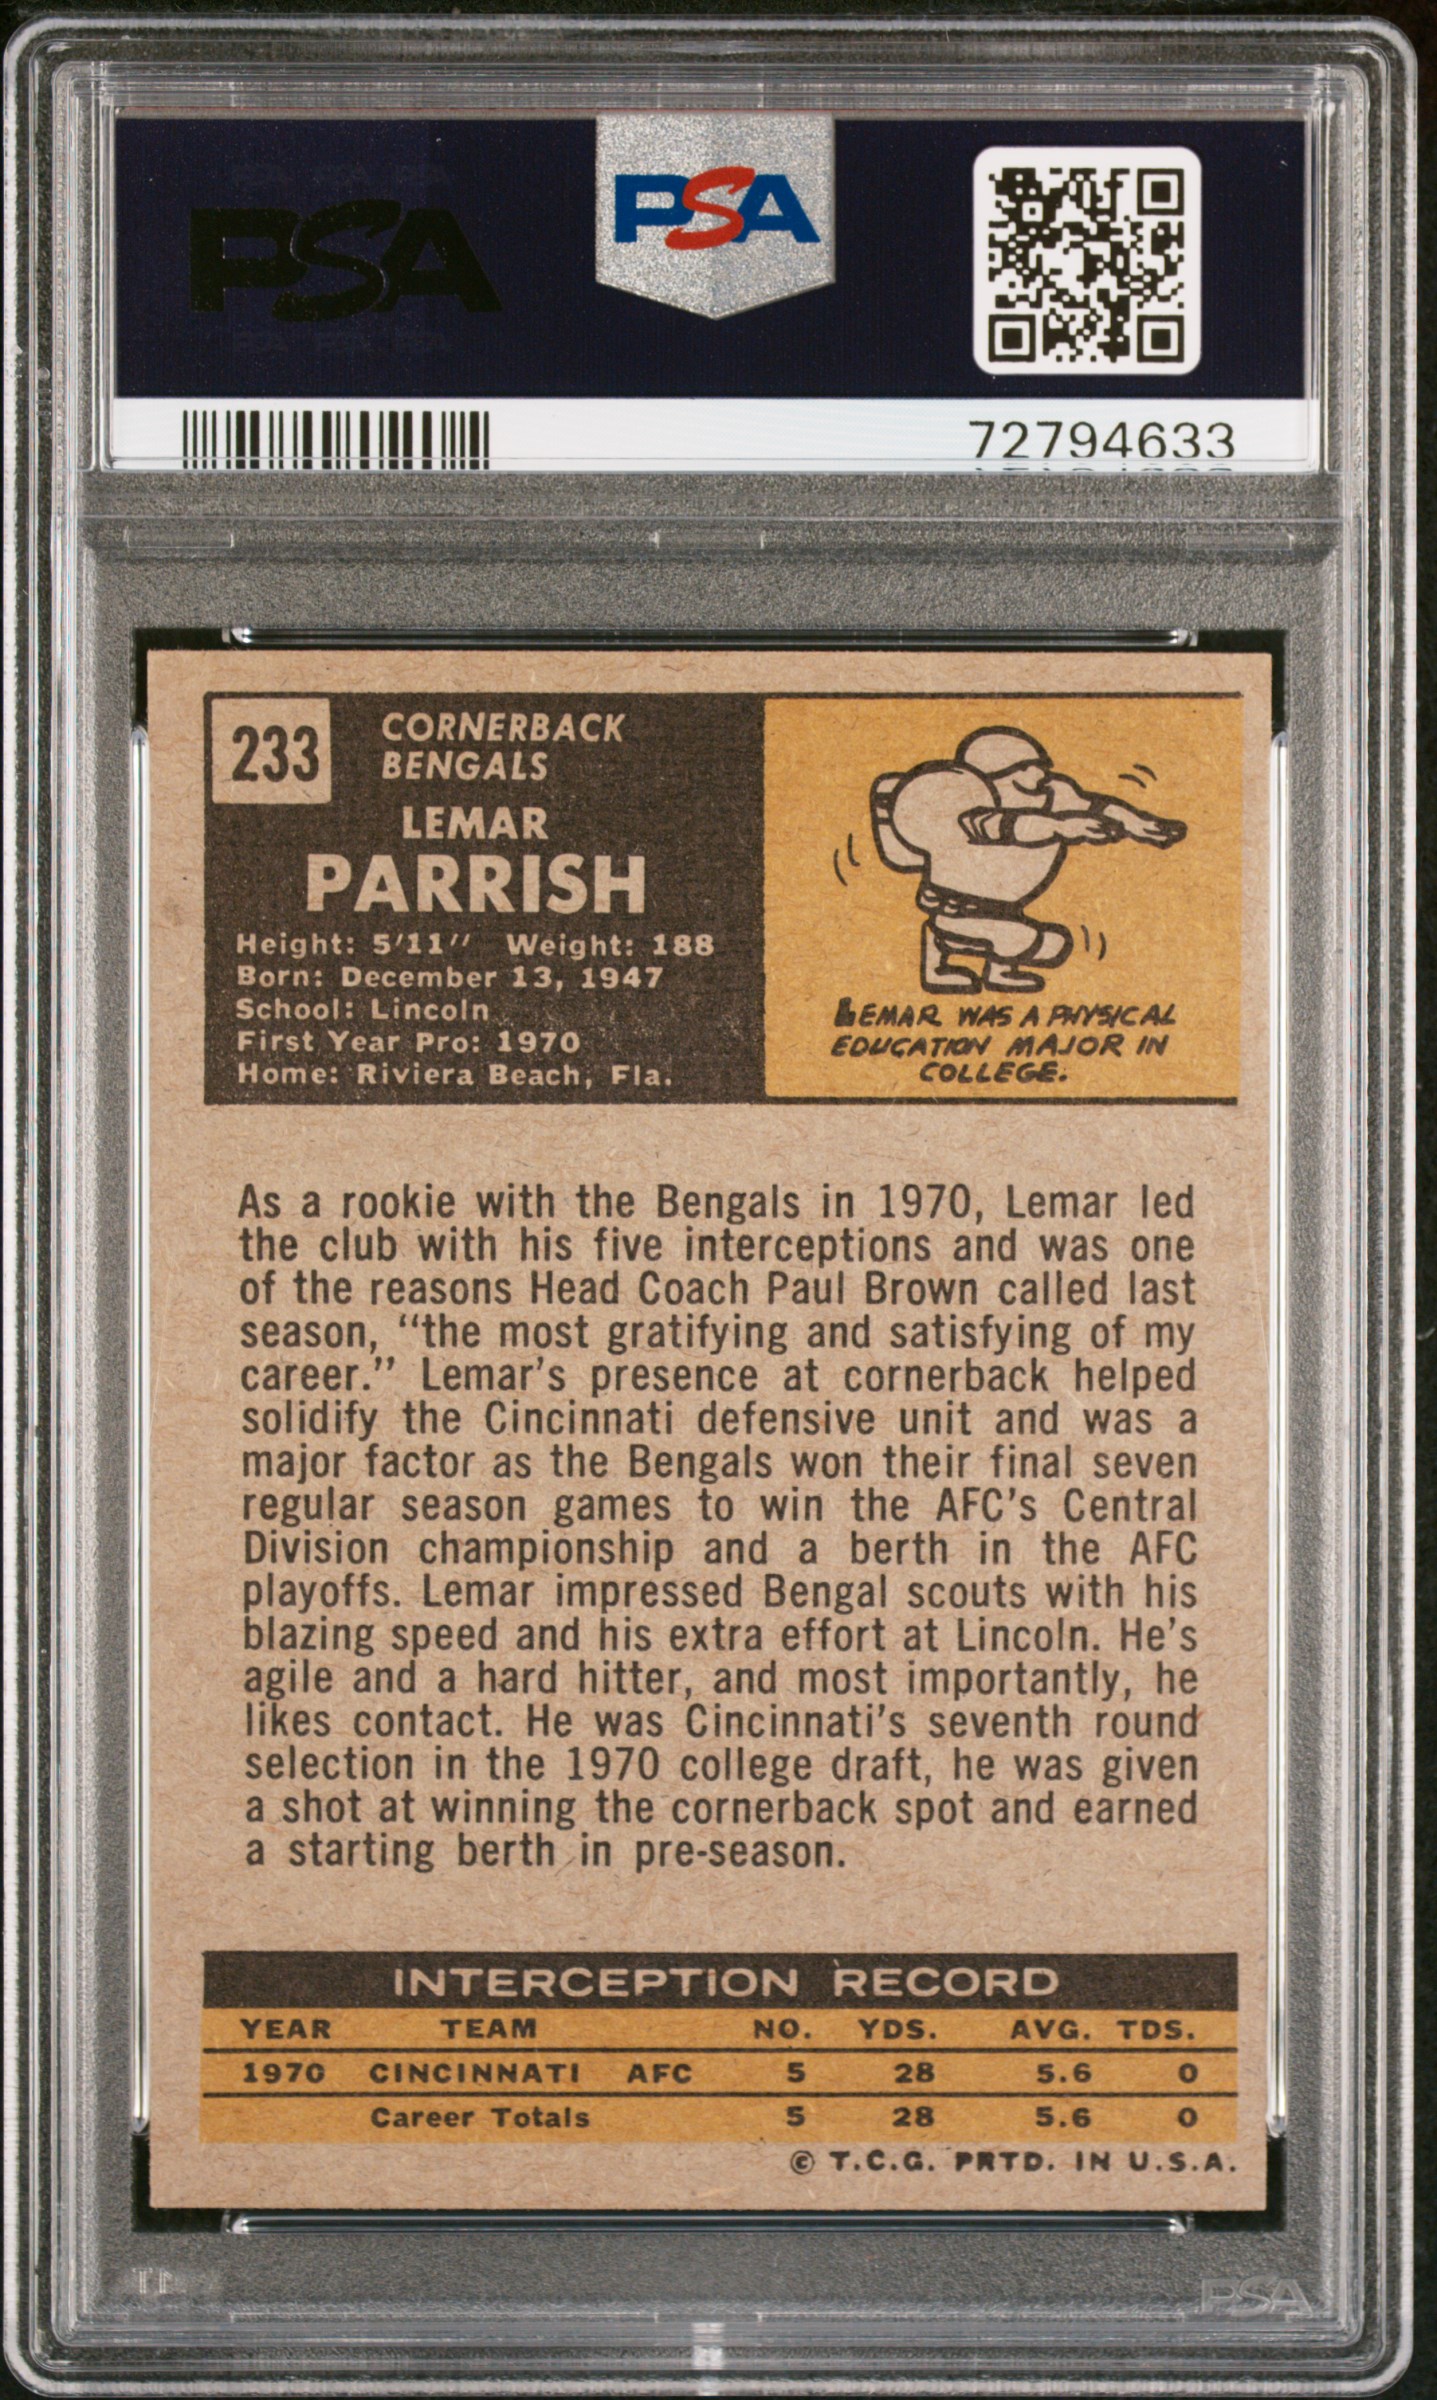 PSA
PSA
72794633
233
CORNERBACK
BENGALS
LEMAR
PARRISH
Height: 5'11" Weight: 188
Born: December 13, 1947
School: Lincoln
First Year Pro: 1970
Home: Riviera Beach, Fla.
LEMAR WAS A PHYSICAL
EDUCATION MAJOR IN
COLLEGE.
As a rookie with the Bengals in 1970, Lemar led
the club with his five interceptions and was one
of the reasons Head Coach Paul Brown called last
season, “the most gratifying and satisfying of my
career.” Lemar’s presence at cornerback helped
solidify the Cincinnati defensive unit and was a
major factor as the Bengals won their final seven
regular season games to win the AFC’s Central
Division championship and a berth in the AFC
playoffs. Lemar impressed Bengal scouts with his
blazing speed and his extra effort at Lincoln. He’s
agile and a hard hitter, and most importantly, he
likes contact. He was Cincinnati’s seventh round
selection in the 1970 college draft, he was given
a shot at winning the cornerback spot and earned
a starting berth in pre-season.
INTERCEPTION RECORD
YEAR TEAM NO. YDS. AVG. TDS.
1970 CINCINNATI AFC 5 28 5.6 0
Career Totals 5 28 5.6 0
© T.C.G. PRTD. IN U.S.A.
PSA